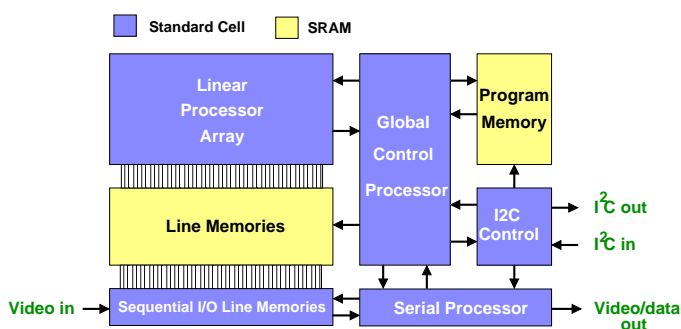 Standard Cell
SRAM
Linear
Processor
Array
Global
Control
Processor
Program
Memory
Line Memories
I2C
Control
I²C out
I²C in
Video in
Sequential I/O Line Memories
Serial Processor
Video/data
out